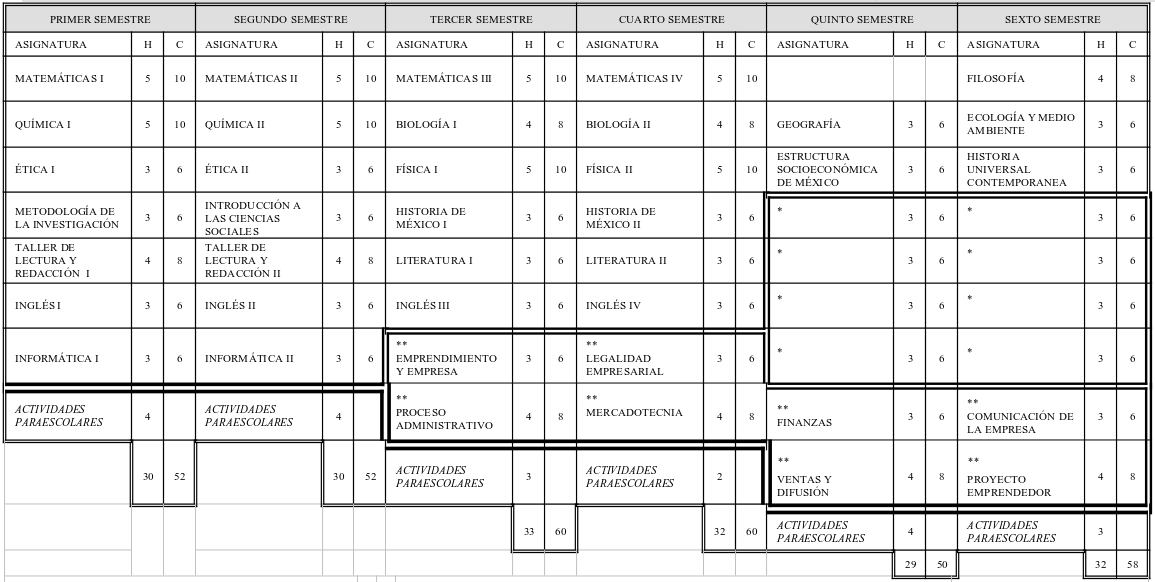 PRIMER SEMESTRE SEGUNDO SEMESTRE TERCER SEMESTRE CUARTO SEMESTRE QUINTO SEMESTRE SEXTO SEMESTRE
ASIGNATURA H C ASIGNATURA H C ASIGNATURA H C ASIGNATURA H C ASIGNATURA H C ASIGNATURA H C
MATEMÁTICAS I 5 10 MATEMÁTICAS II 5 10 MATEMÁTICAS III 5 10 MATEMÁTICAS IV 5 10 FILOSOFÍA 4 8
QUÍMICA I 5 10 QUÍMICA II 5 10 BIOLOGÍA I 4 8 BIOLOGÍA II 4 8 GEOGRAFÍA 3 6 ECOLOGÍA Y MEDIO
AMBIENTE 3 6
ÉTICA I 3 6 ÉTICA II 3 6 FÍSICA I 5 10 FÍSICA II 5 10 ESTRUCTURA
SOCIOECONÓMICA
DE MÉXICO 3 6 HISTORIA
UNIVERSAL
CONTEMPORANEA 3 6
METODOLOGÍA DE
LA INVESTIGACIÓN 3 6 INTRODUCCIÓN A
LAS CIENCIAS
SOCIALES 3 6 HISTORIA DE
MÉXICO I 3 6 HISTORIA DE
MÉXICO II 3 6 * 3 6 * 3 6
TALLER DE
LECTURA Y
REDACCIÓN I 4 8 TALLER DE
LECTURA Y
REDACCIÓN II 4 8 LITERATURA I 3 6 LITERATURA II 3 6 * 3 6 * 3 6
INGLÉS I 3 6 INGLÉS II 3 6 INGLÉS III 3 6 INGLÉS IV 3 6 * 3 6 * 3 6
INFORMÁTICA I 3 6 INFORMÁTICA II 3 6 **
EMPRENDIMIENTO
Y EMPRESA 3 6 **
LEGALIDAD
EMPRESARIAL 3 6 * 3 6 * 3 6
ACTIVIDADES
PARAESCOLARES 4 ACTIVIDADES
PARAESCOLARES 4 **
PROCESO
ADMINISTRATIVO 4 8 **
MERCADOTECNIA 4 8 **
FINANZAS 3 6 **
COMUNICACIÓN DE
LA EMPRESA 3 6
30 52 30 52 ACTIVIDADES
PARAESCOLARES 3 ACTIVIDADES
PARAESCOLARES 2 **
VENTAS Y
DIFUSIÓN 4 8 **
PROYECTO
EMPRENDEDOR 4 8
33 60 32 60 ACTIVIDADES
PARAESCOLARES 4 ACTIVIDADES
PARAESCOLARES 3
29 50 32 58